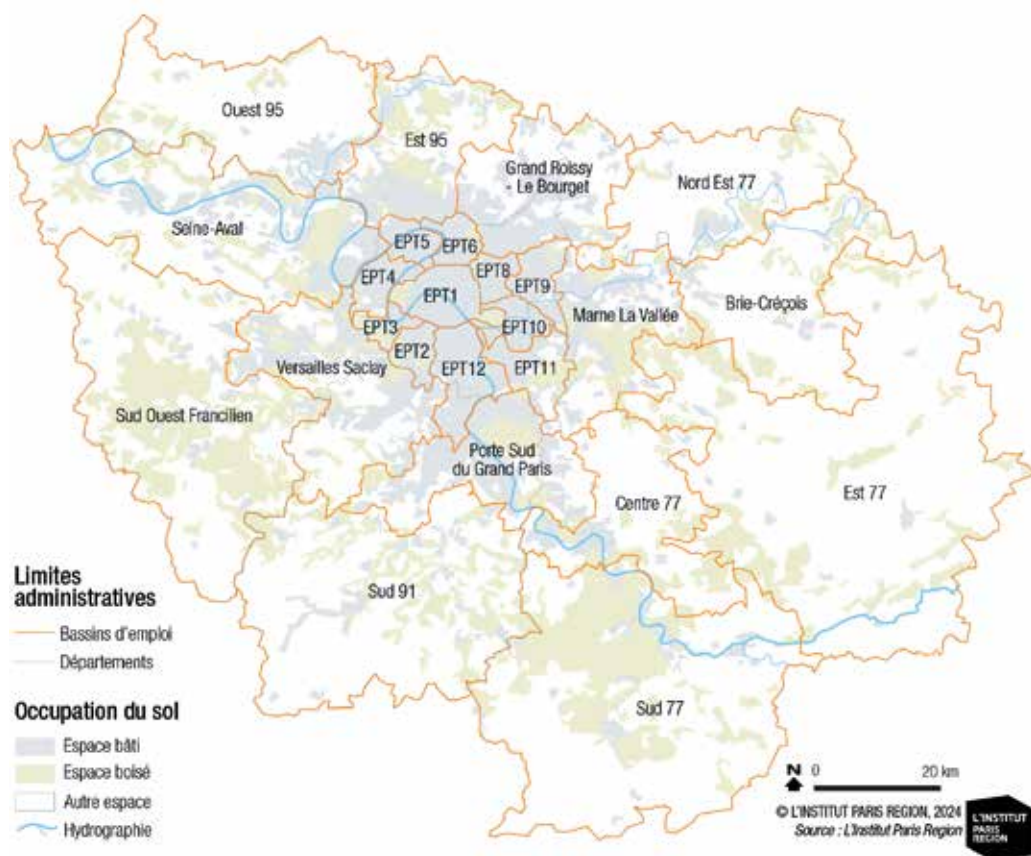 Ouest 95
Est 95
Grand Roissy
- Le Bourget
Nord Est 77
Seine-Aval
EPT5
EPT6
EPT4
EPT8
EPT9
EPT1
Marne La Vallée
Brie-Créçois
EPT3
EPT10
EPT2
Versailles Saclay
EPT12
EPT11
Sud Ouest Francilien
Porte Sud
du Grand Paris
Centre 77
Est 77
Sud 91
Sud 77
Limites
administratives
Bassins d'emploi
Départements
Occupation du sol
Espace bâti
Espace boisé
Autre espace
Hydrographie
N 0 20 km
© L'INSTITUT PARIS REGION, 2024
Source : L'Institut Paris Region
L'INSTITUT
PARIS
REGION